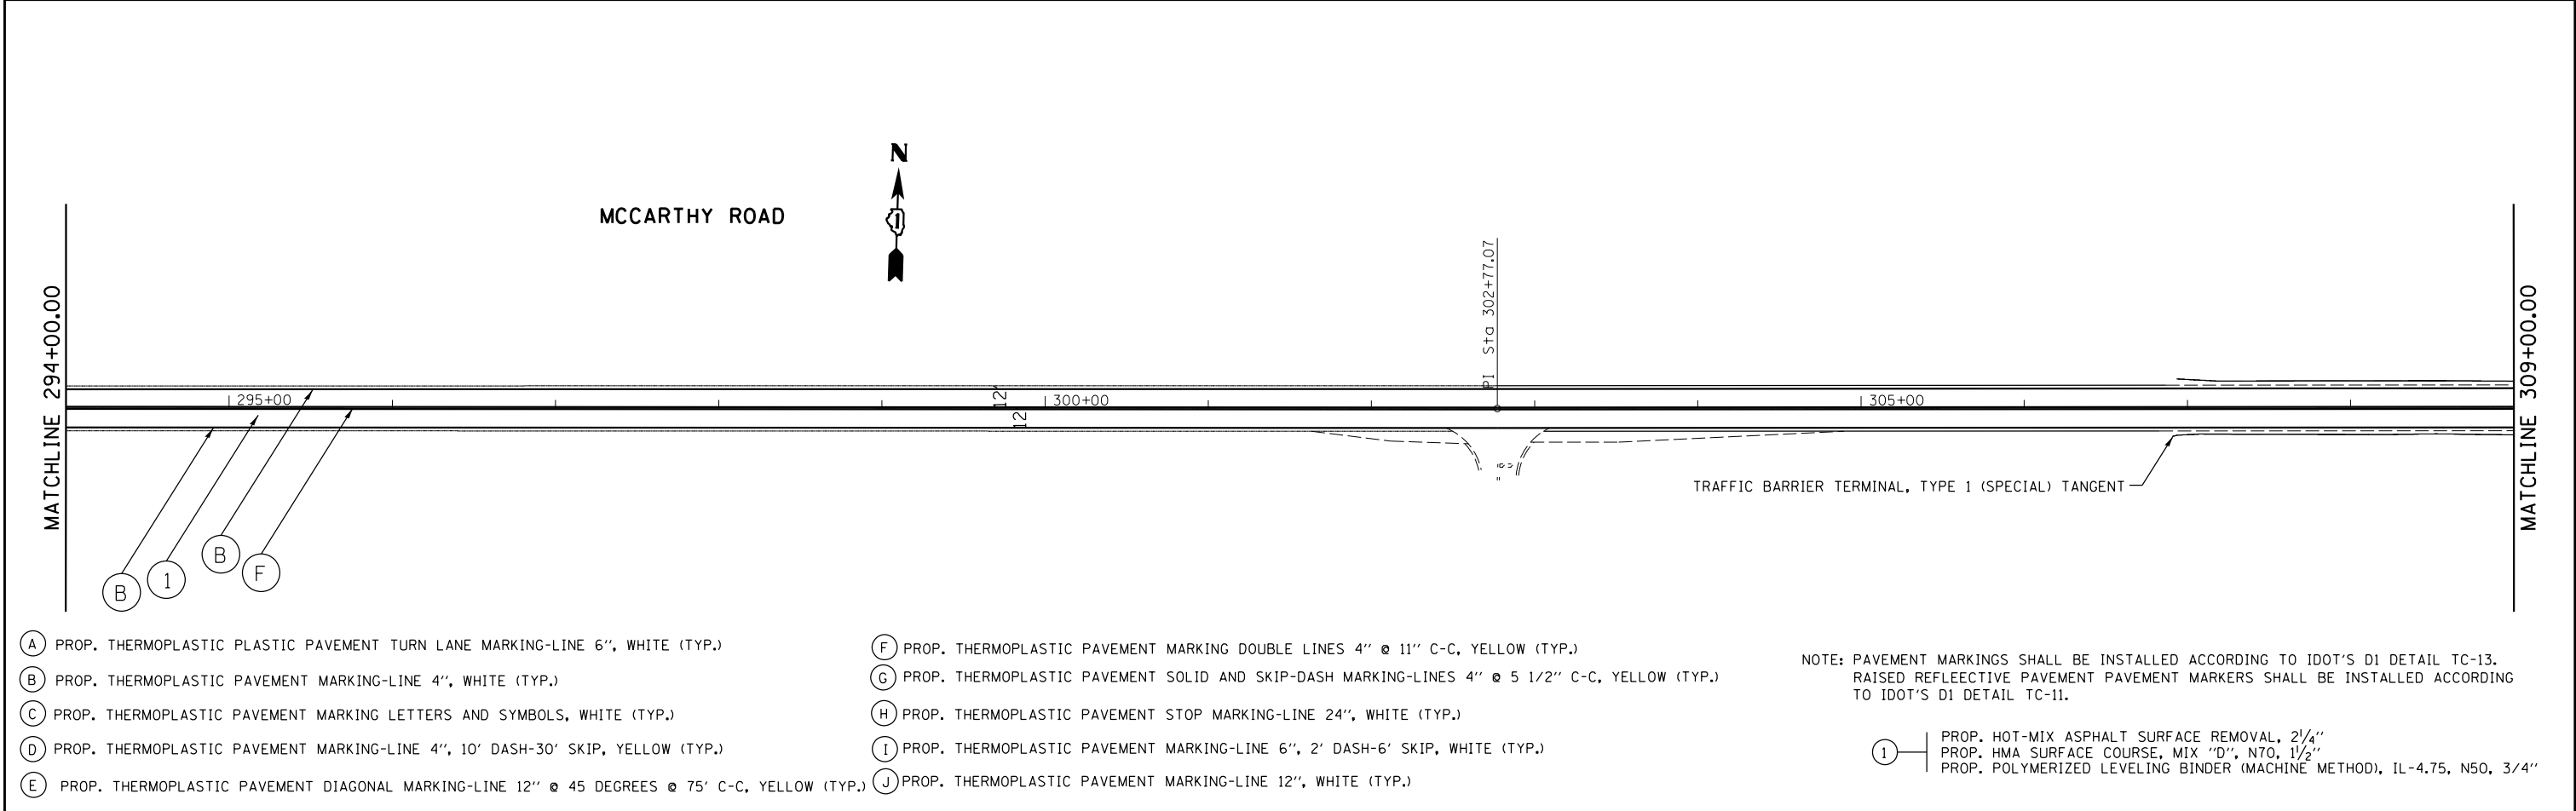 N
1
MCCARTHY ROAD
PI Sta 302+77.07
MATCHLINE 294+00.00
MATCHLINE 309+00.00
295+00
12'
300+00
305+00
12
TRAFFIC BARRIER TERMINAL, TYPE 1 (SPECIAL) TANGENT
B
1
B
F
A PROP. THERMOPLASTIC PLASTIC PAVEMENT TURN LANE MARKING-LINE 6", WHITE (TYP.)
B PROP. THERMOPLASTIC PAVEMENT MARKING-LINE 4", WHITE (TYP.)
C PROP. THERMOPLASTIC PAVEMENT MARKING LETTERS AND SYMBOLS, WHITE (TYP.)
D PROP. THERMOPLASTIC PAVEMENT MARKING-LINE 4", 10' DASH-30' SKIP, YELLOW (TYP.)
E PROP. THERMOPLASTIC PAVEMENT DIAGONAL MARKING-LINE 12" @ 45 DEGREES @ 75' C-C, YELLOW (TYP.)
F PROP. THERMOPLASTIC PAVEMENT MARKING DOUBLE LINES 4" @ 11" C-C, YELLOW (TYP.)
G PROP. THERMOPLASTIC PAVEMENT SOLID AND SKIP-DASH MARKING-LINES 4" @ 5 1/2" C-C, YELLOW (TYP.)
H PROP. THERMOPLASTIC PAVEMENT STOP MARKING-LINE 24", WHITE (TYP.)
I PROP. THERMOPLASTIC PAVEMENT MARKING-LINE 6", 2' DASH-6' SKIP, WHITE (TYP.)
J PROP. THERMOPLASTIC PAVEMENT MARKING-LINE 12", WHITE (TYP.)
NOTE: PAVEMENT MARKINGS SHALL BE INSTALLED ACCORDING TO IDOT'S D1 DETAIL TC-13.
RAISED REFLEECTIVE PAVEMENT PAVEMENT MARKERS SHALL BE INSTALLED ACCORDING
TO IDOT'S D1 DETAIL TC-11.
1
PROP. HOT-MIX ASPHALT SURFACE REMOVAL, 2 1/4"
PROP. HMA SURFACE COURSE, MIX "D", N70, 1 1/2"
PROP. POLYMERIZED LEVELING BINDER (MACHINE METHOD), IL-4.75, N50, 3/4"